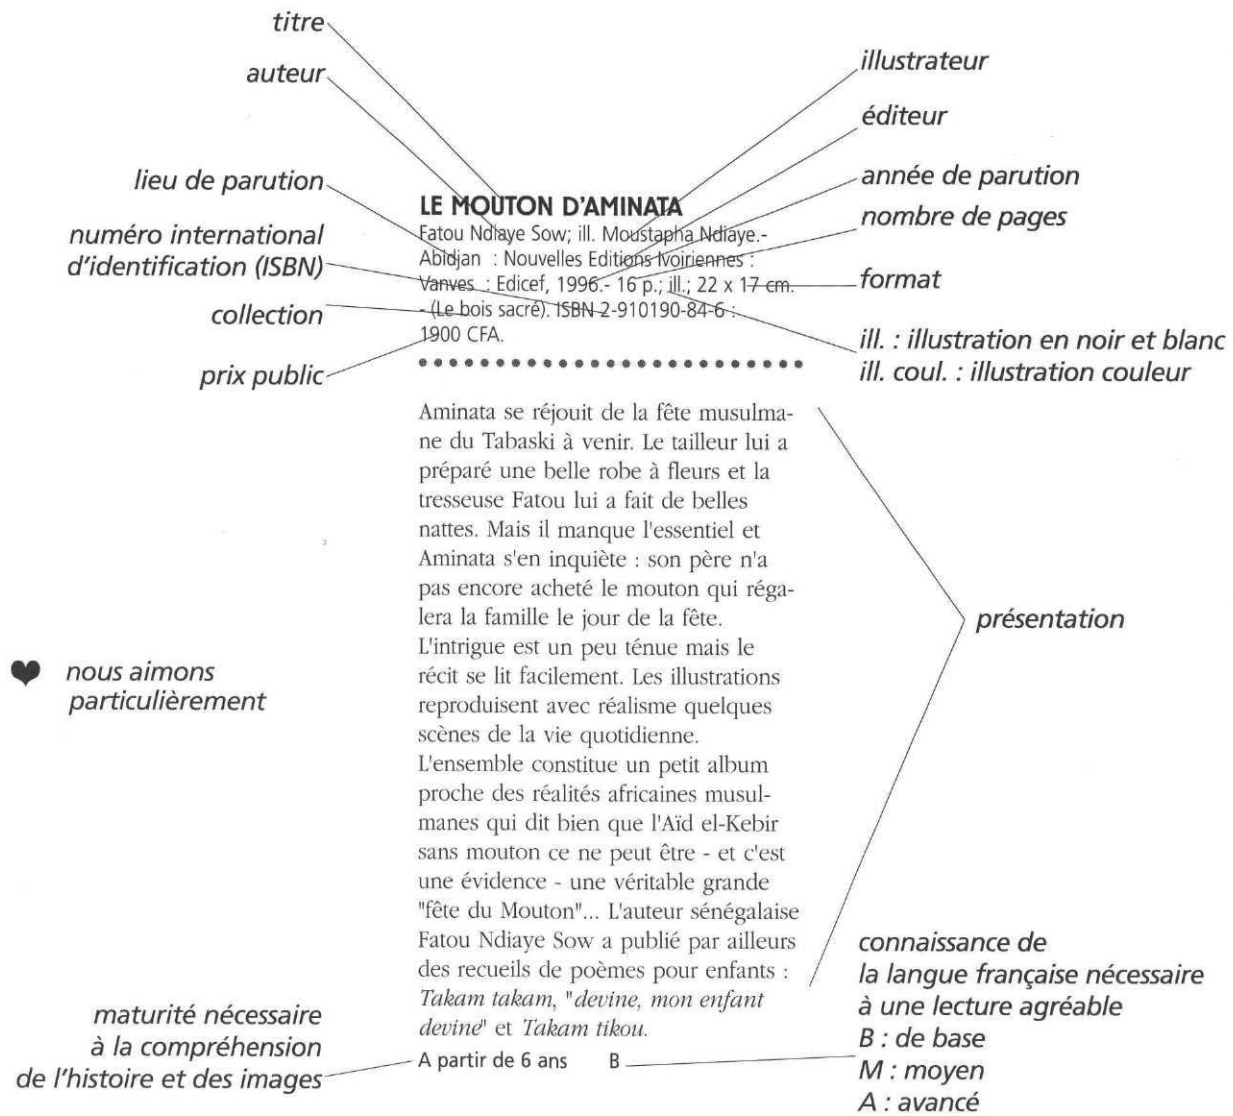 titre
auteur
lieu de parution
numéro international
d'identification (ISBN)
collection
prix public
illustrateur
éditeur
année de parution
nombre de pages
format
ill. : illustration en noir et blanc
ill. coul. : illustration couleur
LE MOUTON D'AMINATA
Fatou Ndiaye Sow; ill. Moustapha Ndiaye.-
Abidjan : Nouvelles Editions Ivoiriennes :
Vanves : Edicef, 1996.- 16 p.; ill.; 22 x 17 cm.
- (Le bois sacré). ISBN 2-910190-84-6 :
1900 CFA.
Aminata se réjouit de la fête musulma-
ne du Tabaski à venir. Le tailleur lui a
préparé une belle robe à fleurs et la
tresseuse Fatou lui a fait de belles
nattes. Mais il manque l'essentiel et
Aminata s'en inquiète : son père n'a
pas encore acheté le mouton qui réga-
lera la famille le jour de la fête.
L'intrigue est un peu ténue mais le
récit se lit facilement. Les illustrations
reproduisent avec réalisme quelques
scènes de la vie quotidienne.
L'ensemble constitue un petit album
proche des réalités africaines musul-
manes qui dit bien que l'Aïd el-Kebir
sans mouton ce ne peut être - et c'est
une évidence - une véritable grande
"fête du Mouton"... L'auteur sénégalaise
Fatou Ndiaye Sow a publié par ailleurs
des recueils de poèmes pour enfants :
Takam takam, "devine, mon enfant
devine" et Takam tikou.
A partir de 6 ans B
présentation
nous aimons
particulièrement
maturité nécessaire
à la compréhension
de l'histoire et des images
connaissance de
la langue française nécessaire
à une lecture agréable
B : de base
M : moyen
A : avancé